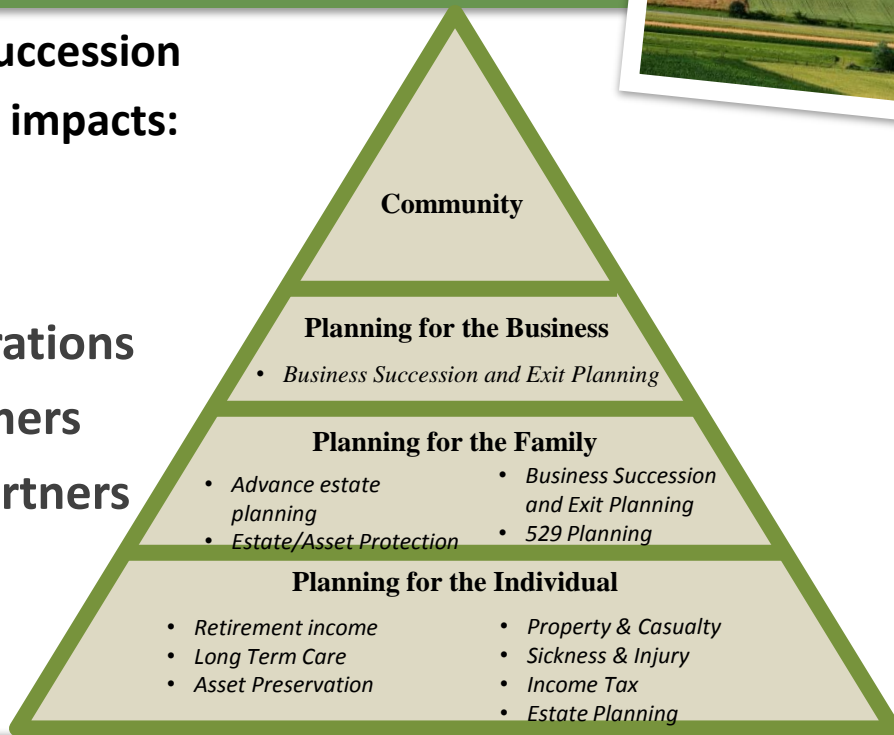 uccession
impacts:
rations
ners
rtners
Community
Planning for the Business
• Business Succession and Exit Planning
Planning for the Family
• Advance estate
planning
• Estate/Asset Protection
• Business Succession
and Exit Planning
• 529 Planning
Planning for the Individual
• Retirement income
• Long Term Care
• Asset Preservation
• Property & Casualty
• Sickness & Injury
• Income Tax
• Estate Planning